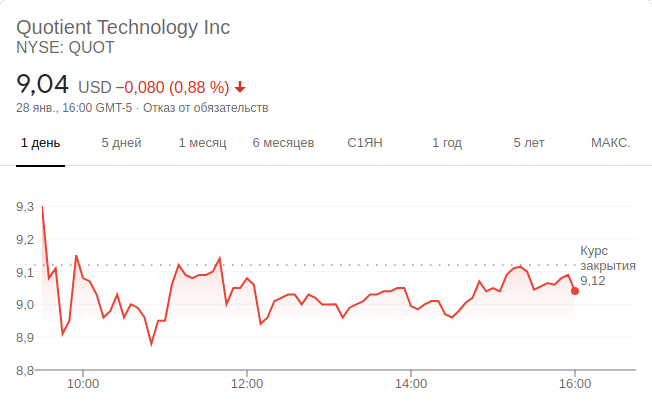 Quotient Technology Inc
NYSE: QUOT
9,04 USD −0,080 (0,88 %)
28 янв., 16:00 GMT-5 · Отказ от обязательств
1 день 5 дней 1 месяц 6 месяцев С1ЯН 1 год 5 лет МАКС.
9,3
9,2
9,1
9,0
8,9
8,8
Курс
закрытия
9,12
10:00 12:00 14:00 16:00